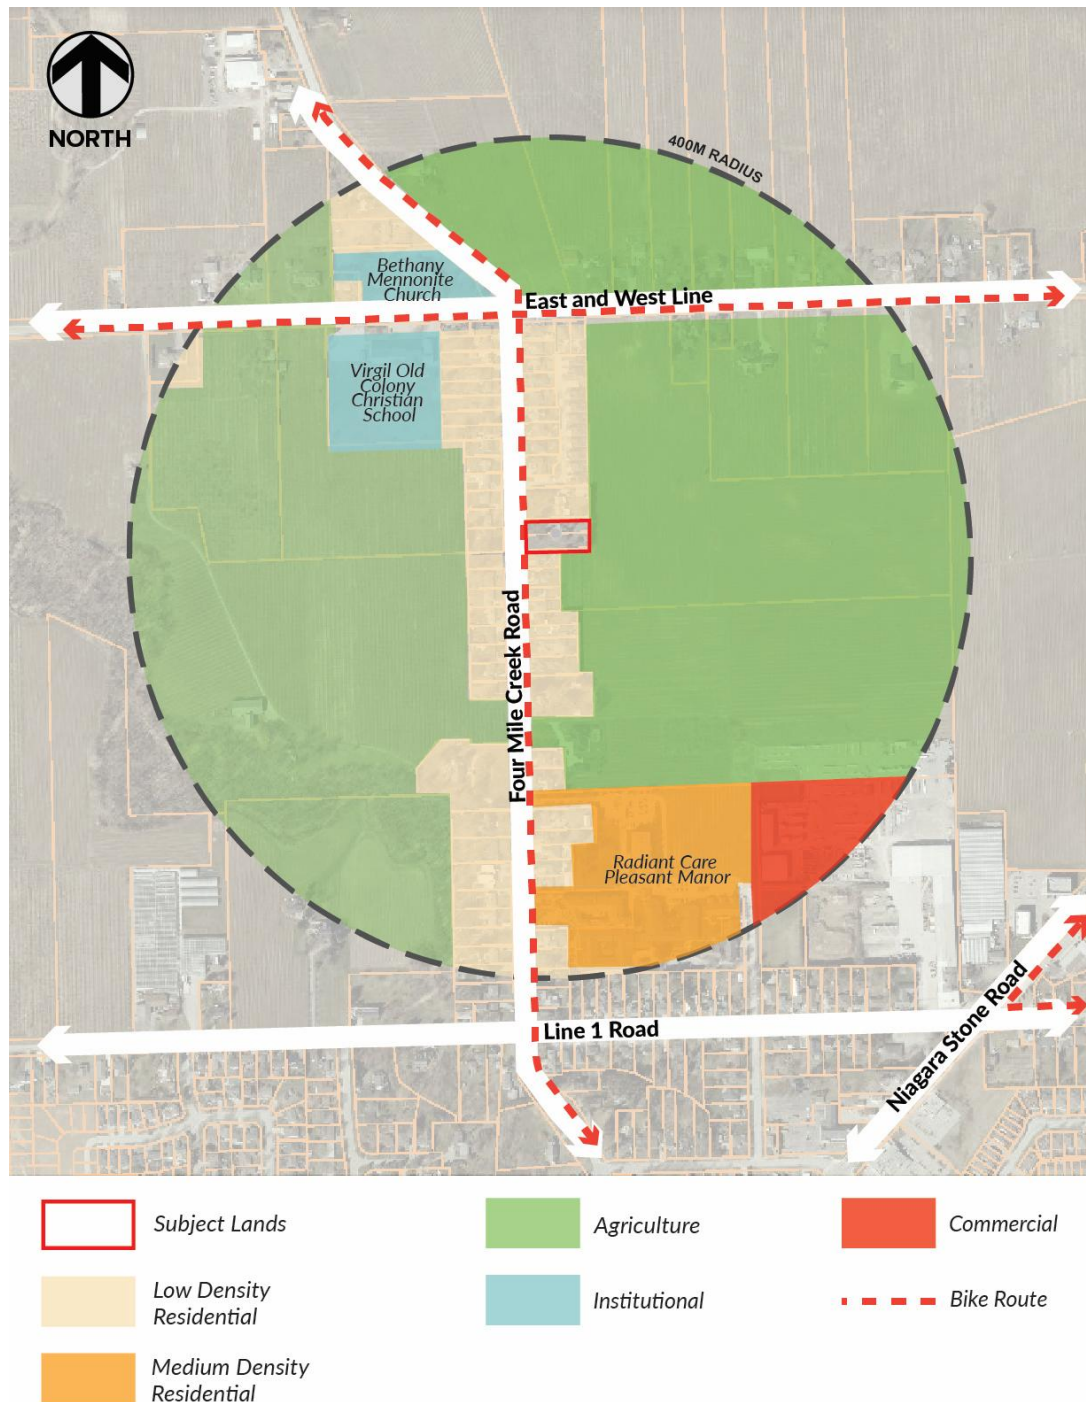 NORTH
400M RADIUS
Bethany
Mennonite
Church
East and West Line
Virgil Old
Colony
Christian
School
Four Mile Creek Road
Radiant Care
Pleasant Manor
Niagara Stone Road
Line 1 Road
Subject Lands
Agriculture
Commercial
Low Density
Residential
Institutional
Bike Route
Medium Density
Residential